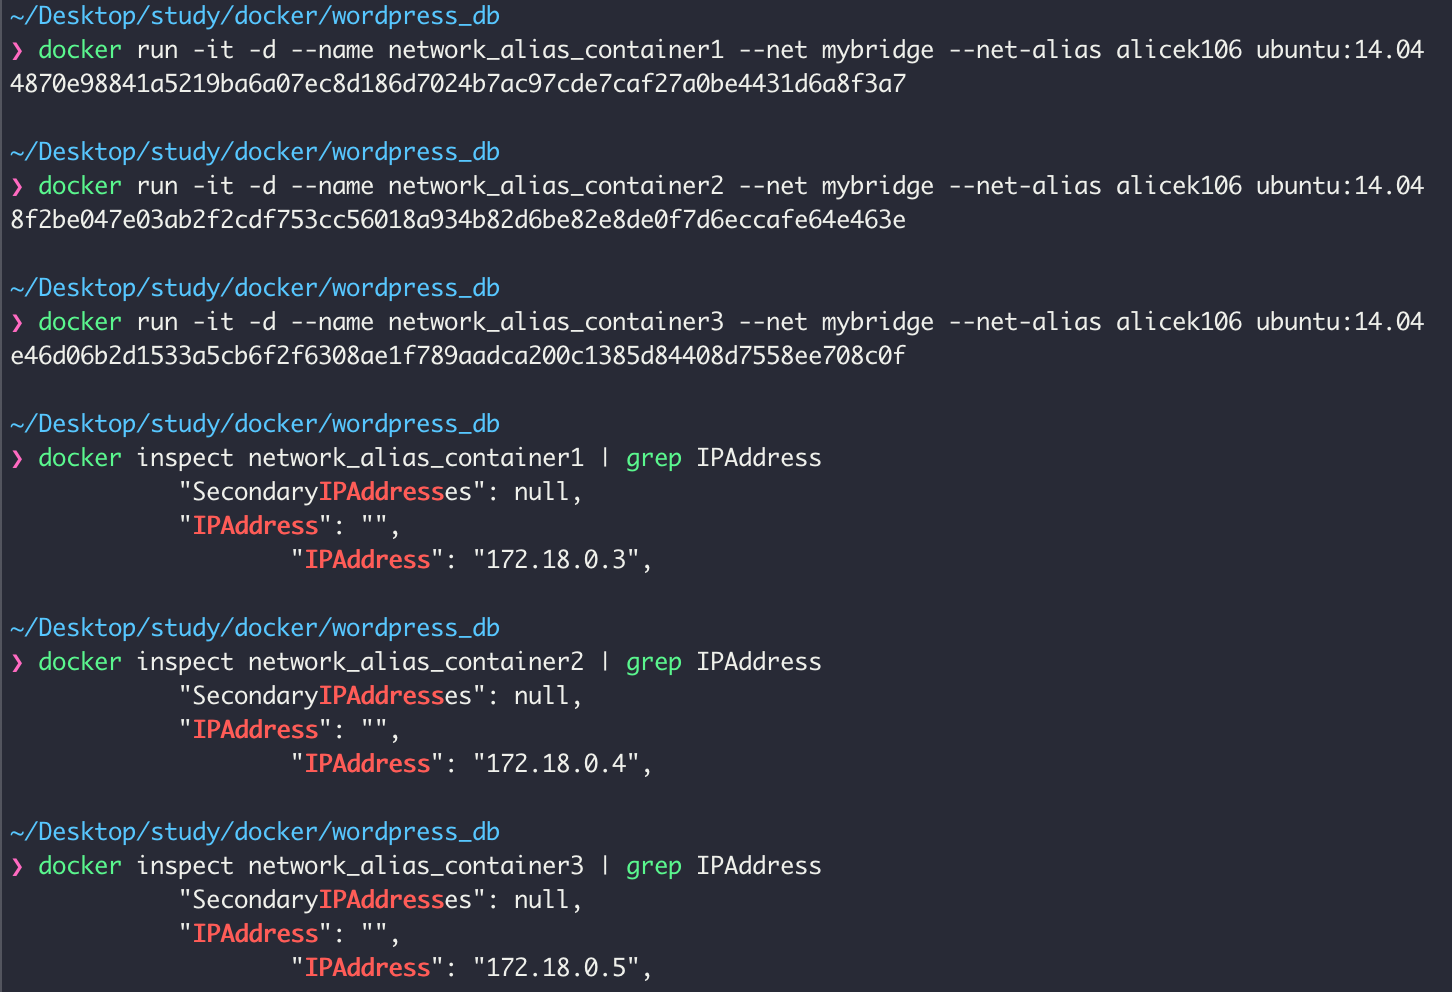 ~/Desktop/study/docker/wordpress_db
❯ docker run -it -d --name network_alias_container1 --net mybridge --net-alias alicek106 ubuntu:14.04
4870e98841a5219ba6a07ec8d186d7024b7ac97cde7caf27a0be4431d6a8f3a7
~/Desktop/study/docker/wordpress_db
❯ docker run -it -d --name network_alias_container2 --net mybridge --net-alias alicek106 ubuntu:14.04
8f2be047e03ab2f2cdf753cc56018a934b82d6be82e8de0f7d6eccafe64e463e
~/Desktop/study/docker/wordpress_db
❯ docker run -it -d --name network_alias_container3 --net mybridge --net-alias alicek106 ubuntu:14.04
e46d06b2d1533a5cb6f2f6308ae1f789aadca200c1385d84408d7558ee708c0f
~/Desktop/study/docker/wordpress_db
❯ docker inspect network_alias_container1 | grep IPAddress
            "SecondaryIPAddresses": null,
            "IPAddress": "",
                    "IPAddress": "172.18.0.3",
~/Desktop/study/docker/wordpress_db
❯ docker inspect network_alias_container2 | grep IPAddress
            "SecondaryIPAddresses": null,
            "IPAddress": "",
                    "IPAddress": "172.18.0.4",
~/Desktop/study/docker/wordpress_db
❯ docker inspect network_alias_container3 | grep IPAddress
            "SecondaryIPAddresses": null,
            "IPAddress": "",
                    "IPAddress": "172.18.0.5",